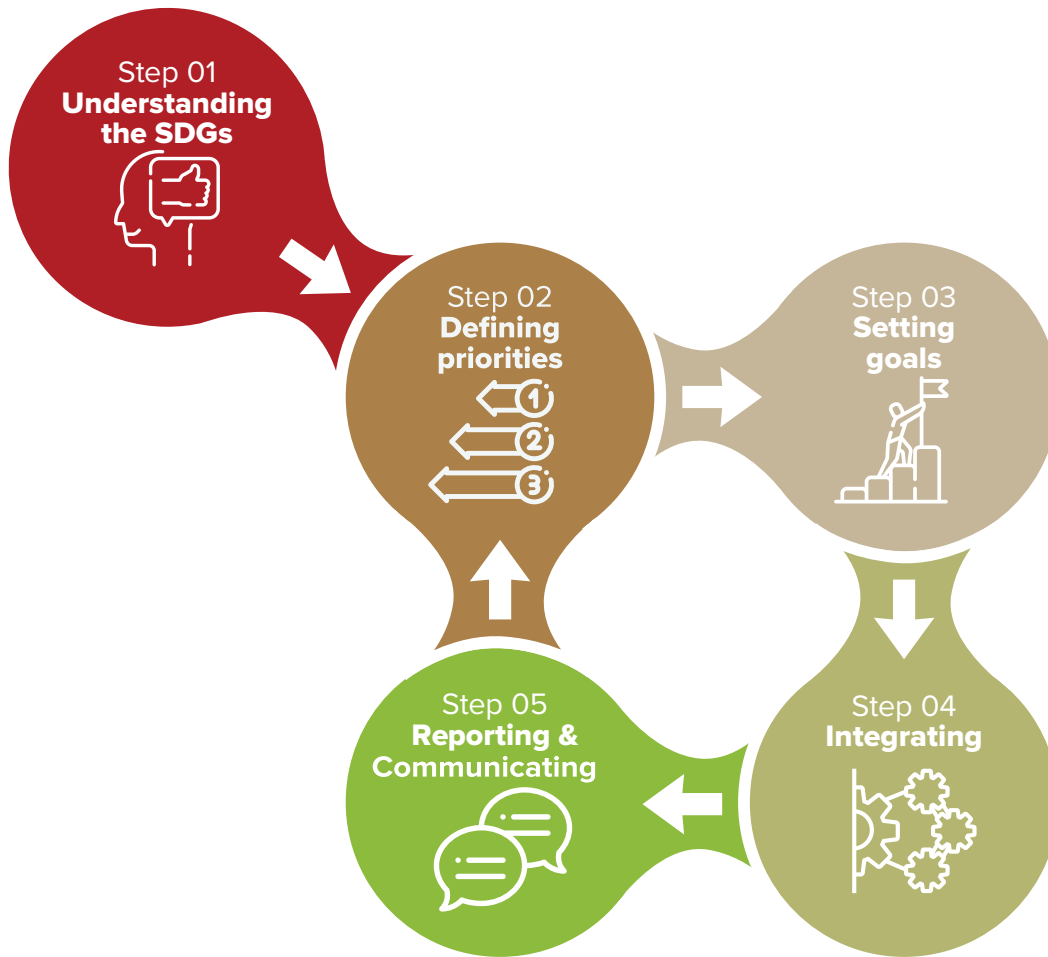 Step 01
Understanding
the SDGs
Step 02
Defining
priorities
1
2
3
Step 03
Setting
goals
Step 04
Integrating
Step 05
Reporting &
Communicating